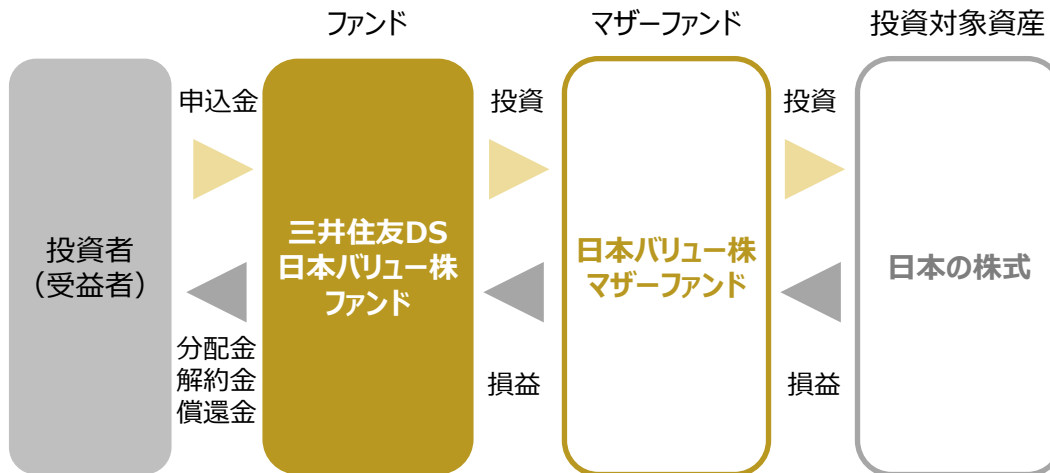 ファンド
マザーファンド
投資対象資産
申込金
投資
投資
投資者
（受益者）
三井住友DS
日本バリュー株
ファンド
日本バリュー株
マザーファンド
日本の株式
分配金
解約金
償還金
損益
損益